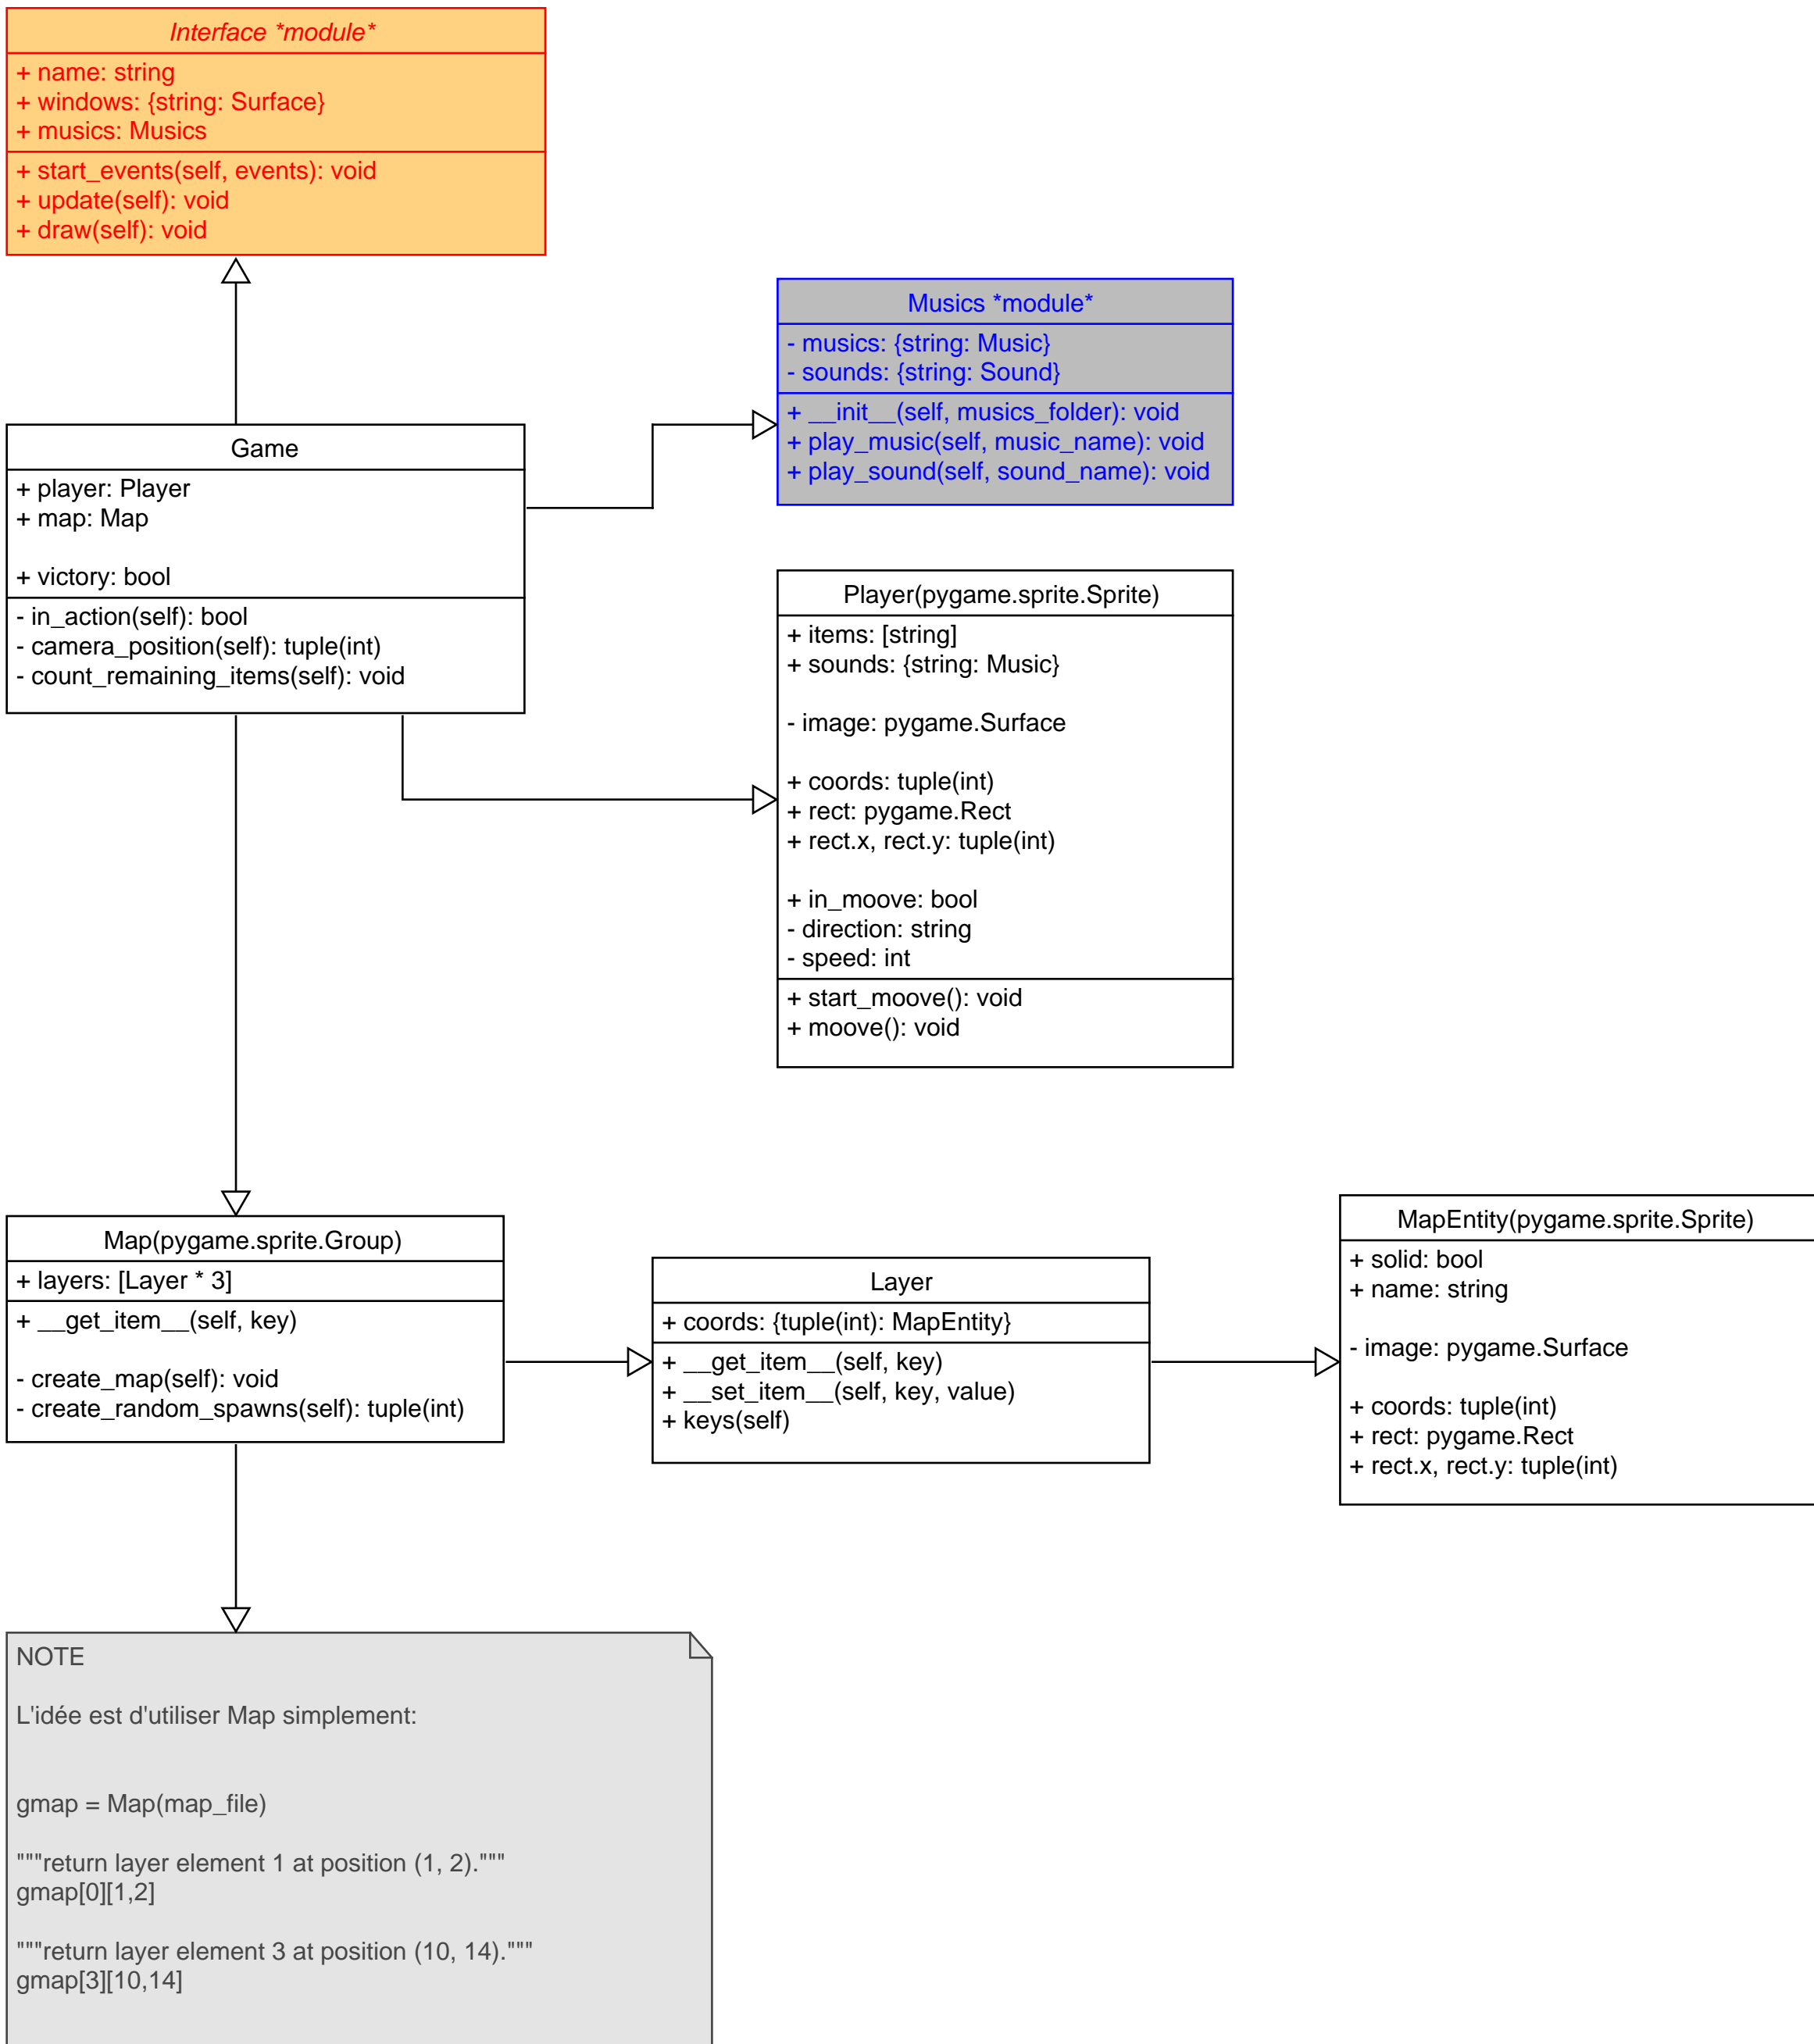 Interface *module*
+ name: string
+ windows: {string: Surface}
+ musics: Musics
+ start_events(self, events): void
+ update(self): void
+ draw(self): void
Musics *module*
- musics: {string: Music}
- sounds: {string: Sound}
+ __init__(self, musics_folder): void
+ play_music(self, music_name): void
+ play_sound(self, sound_name): void
Game
+ player: Player
+ map: Map
+ victory: bool
- in_action(self): bool
- camera_position(self): tuple(int)
- count_remaining_items(self): void
Player(pygame.sprite.Sprite)
+ items: [string]
+ sounds: {string: Music}
- image: pygame.Surface
+ coords: tuple(int)
+ rect: pygame.Rect
+ rect.x, rect.y: tuple(int)
+ in_moove: bool
- direction: string
- speed: int
+ start_moove(): void
+ moove(): void
Map(pygame.sprite.Group)
+ layers: [Layer * 3]
+ __get_item__(self, key)
- create_map(self): void
- create_random_spawns(self): tuple(int)
Layer
+ coords: {tuple(int): MapEntity}
+ __get_item__(self, key)
+ __set_item__(self, key, value)
+ keys(self)
MapEntity(pygame.sprite.Sprite)
+ solid: bool
+ name: string
- image: pygame.Surface
+ coords: tuple(int)
+ rect: pygame.Rect
+ rect.x, rect.y: tuple(int)
NOTE
L'idée est d'utiliser Map simplement:
gmap = Map(map_file)
"""return layer element 1 at position (1, 2)."""
gmap[0][1,2]
"""return layer element 3 at position (10, 14)."""
gmap[3][10,14]